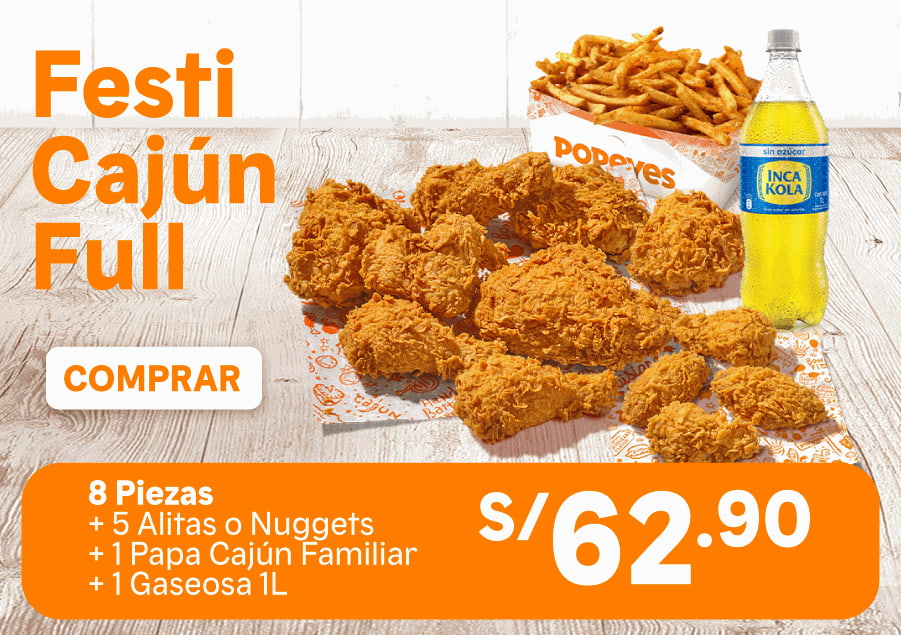 Festi
Cajún
Full
COMPRAR
POPEYES
sin azúcar
INCA
KOLA
8 Piezas
+ 5 Alitas o Nuggets
+ 1 Papa Cajún Familiar
+ 1 Gaseosa 1L
S/62.90